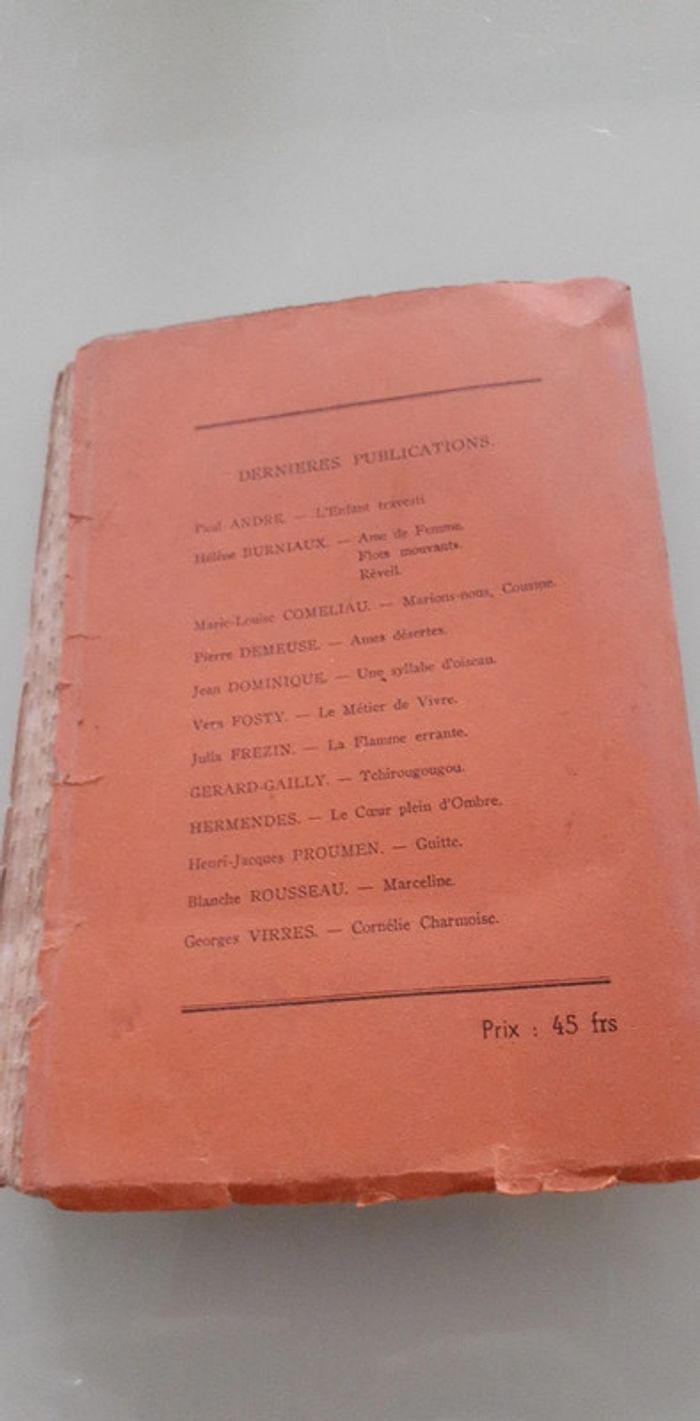 DERNIERES PUBLICATIONS.
Paul ANDRE. — L'Enfant travesti
Hélène BURNIAUX. — Ame de Femme.
Flots mouvants.
Réveil.
Marie-Louise COMELIAU. — Marions-nous, Cousine.
Pierre DEMEUSE. — Ames désertes.
Jean DOMINIQUE. — Une syllabe d'oiseau.
Vera FOSTY. — Le Métier de Vivre.
Julia FREZIN. — La Flamme errante.
GERARD-GAILLY. — Tchirougougou.
HERMENDES. — Le Cœur plein d'Ombre.
Henri-Jacques PROUMEN. — Guitte.
Blanche ROUSSEAU. — Marceline.
Georges VIRRES. — Cornélie Charmoise.
Prix : 45 frs